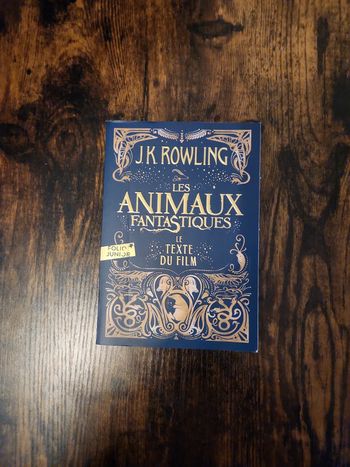 J.K. ROWLING
LES
ANIMAUX
FANTASTIQUES
LE
TEXTE
DU FILM
FOLIO
JUNIOR